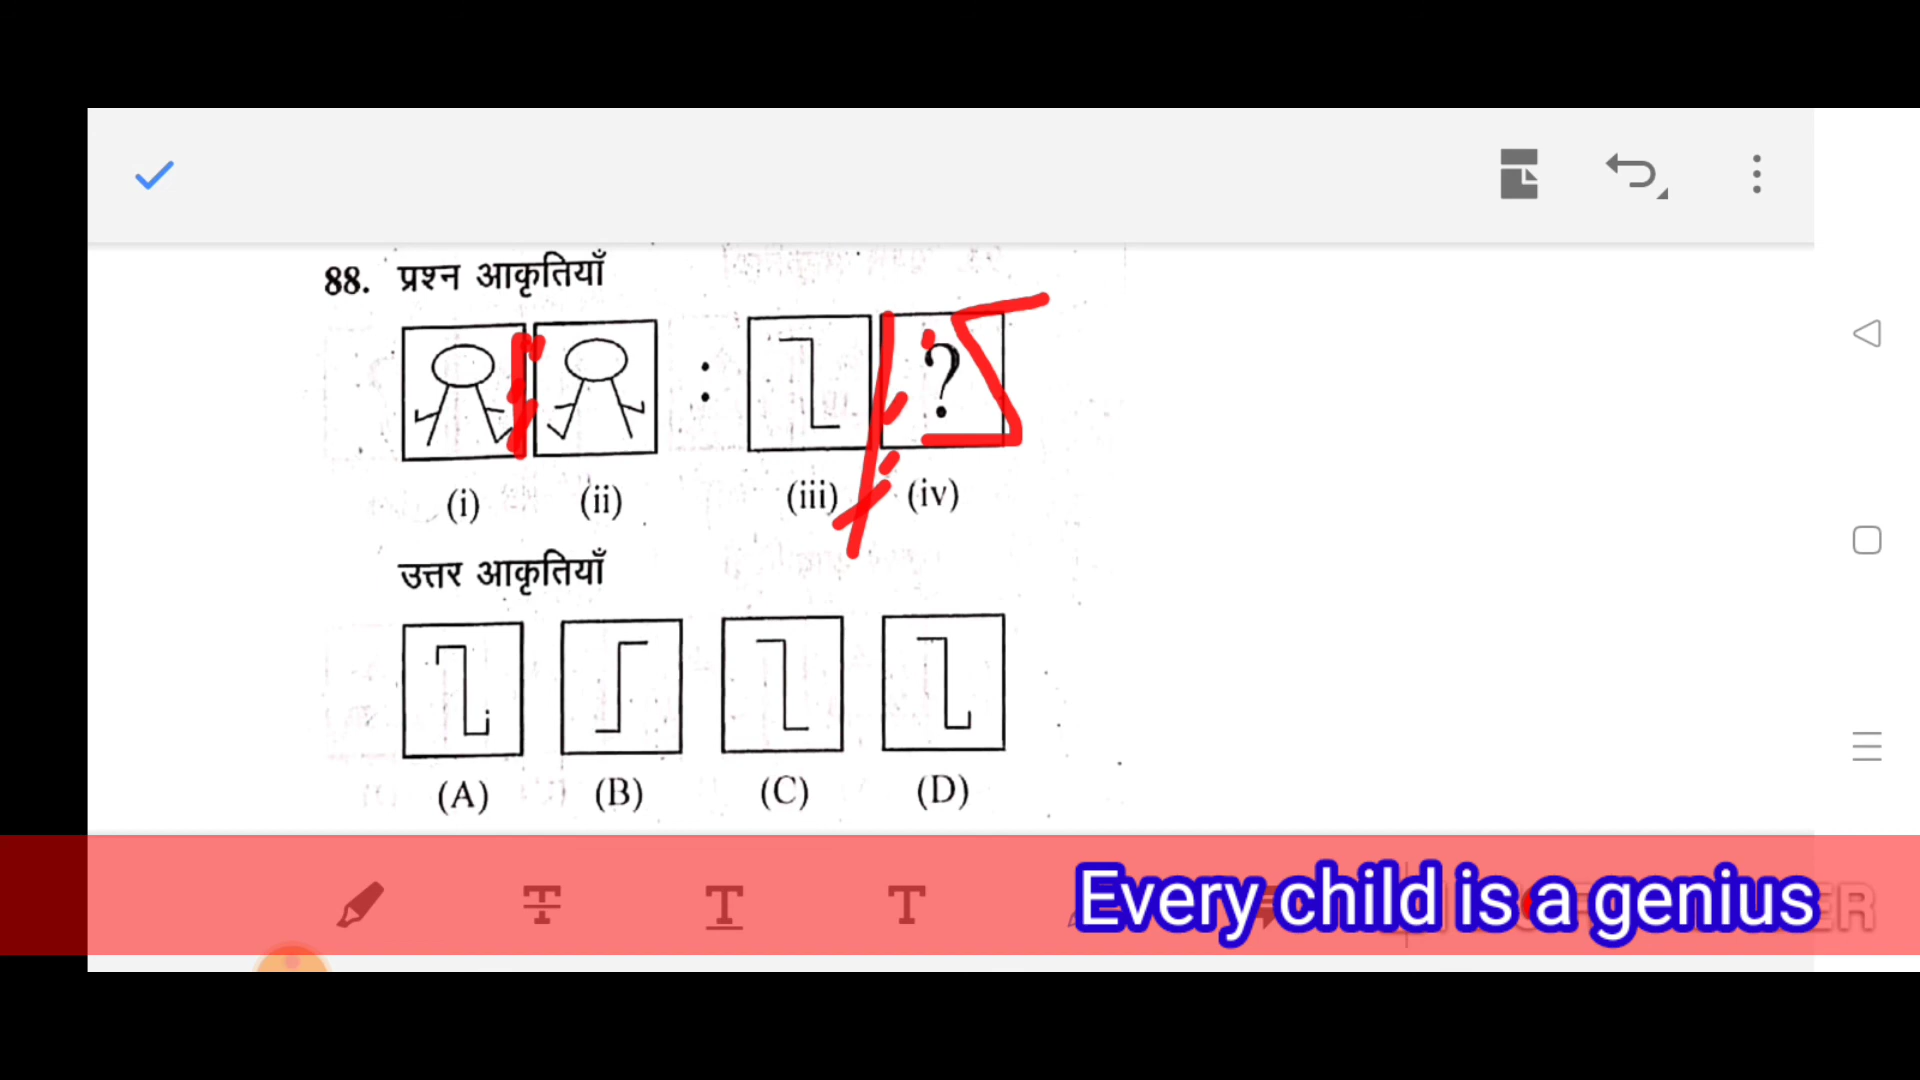 88. प्रश्न आकृतियाँ
: ?
(i) (ii) (iii) (iv)
उत्तर आकृतियाँ
(A) (B) (C) (D)
T T T
Every child is a genius